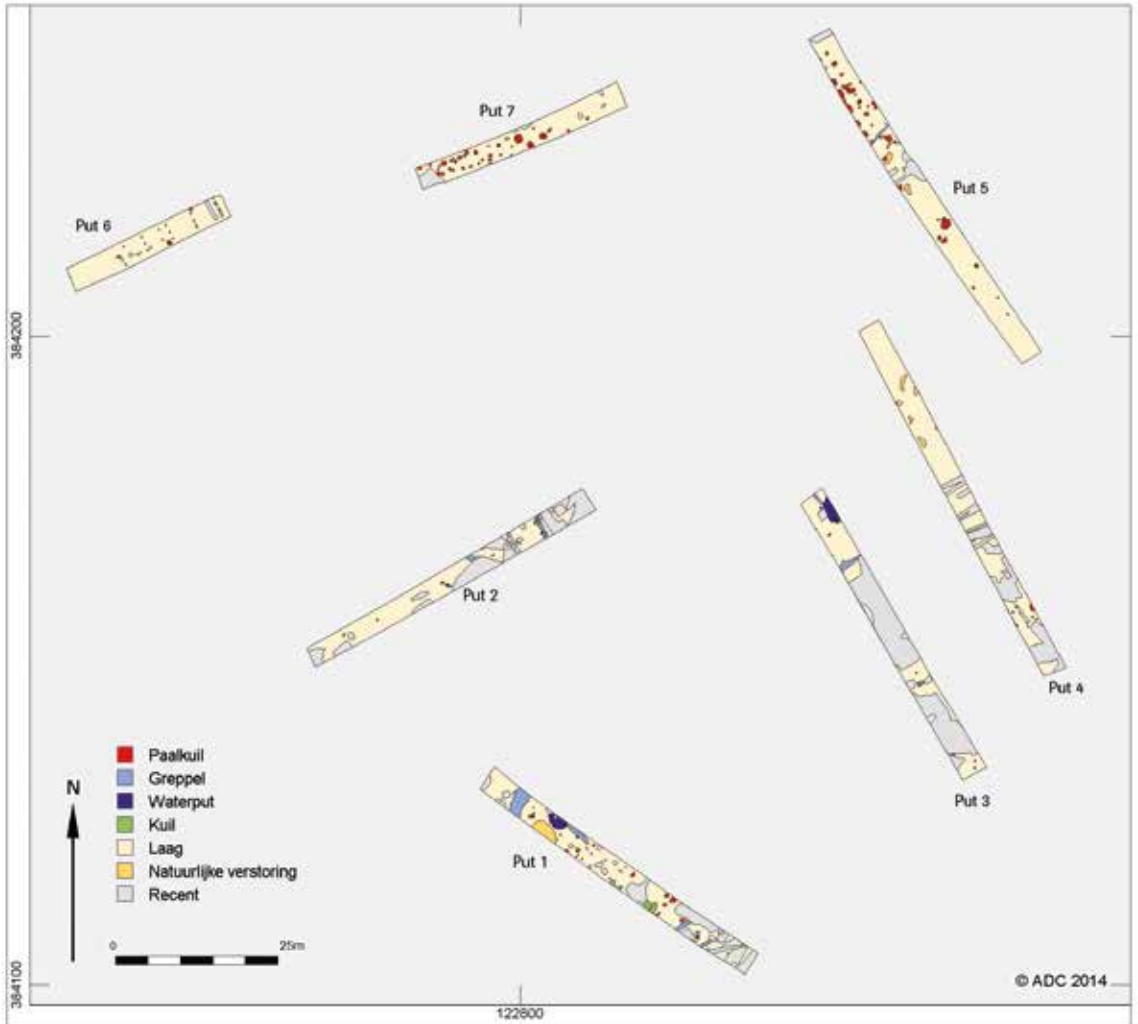 Put 7
Put 5
Put 6
384200
Put 2
Put 4
Put 3
Put 1
Paalkuil
Greppel
Waterput
Kuil
Laag
Natuurlijke verstoring
Recent
N
0 25m
© ADC 2014
384100
122800